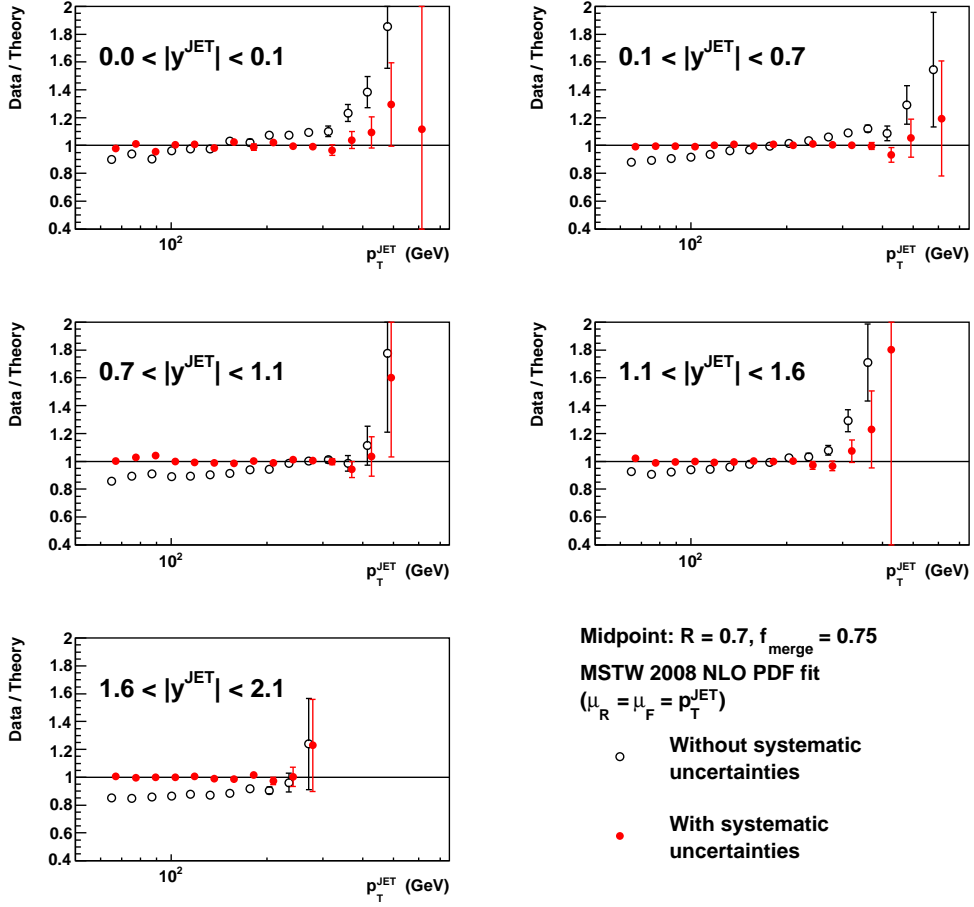 Data / Theory
2
1.8
1.6
1.4
1.2
1
0.8
0.6
0.4
0.0 < |y^JET| < 0.1
10^2
p_T^JET (GeV)
Data / Theory
2
1.8
1.6
1.4
1.2
1
0.8
0.6
0.4
0.1 < |y^JET| < 0.7
10^2
p_T^JET (GeV)
Data / Theory
2
1.8
1.6
1.4
1.2
1
0.8
0.6
0.4
0.7 < |y^JET| < 1.1
10^2
p_T^JET (GeV)
Data / Theory
2
1.8
1.6
1.4
1.2
1
0.8
0.6
0.4
1.1 < |y^JET| < 1.6
10^2
p_T^JET (GeV)
Data / Theory
2
1.8
1.6
1.4
1.2
1
0.8
0.6
0.4
1.6 < |y^JET| < 2.1
10^2
p_T^JET (GeV)
Midpoint: R = 0.7, f_merge = 0.75
MSTW 2008 NLO PDF fit
(μ_R = μ_F = p_T^JET)
Without systematic
uncertainties
With systematic
uncertainties